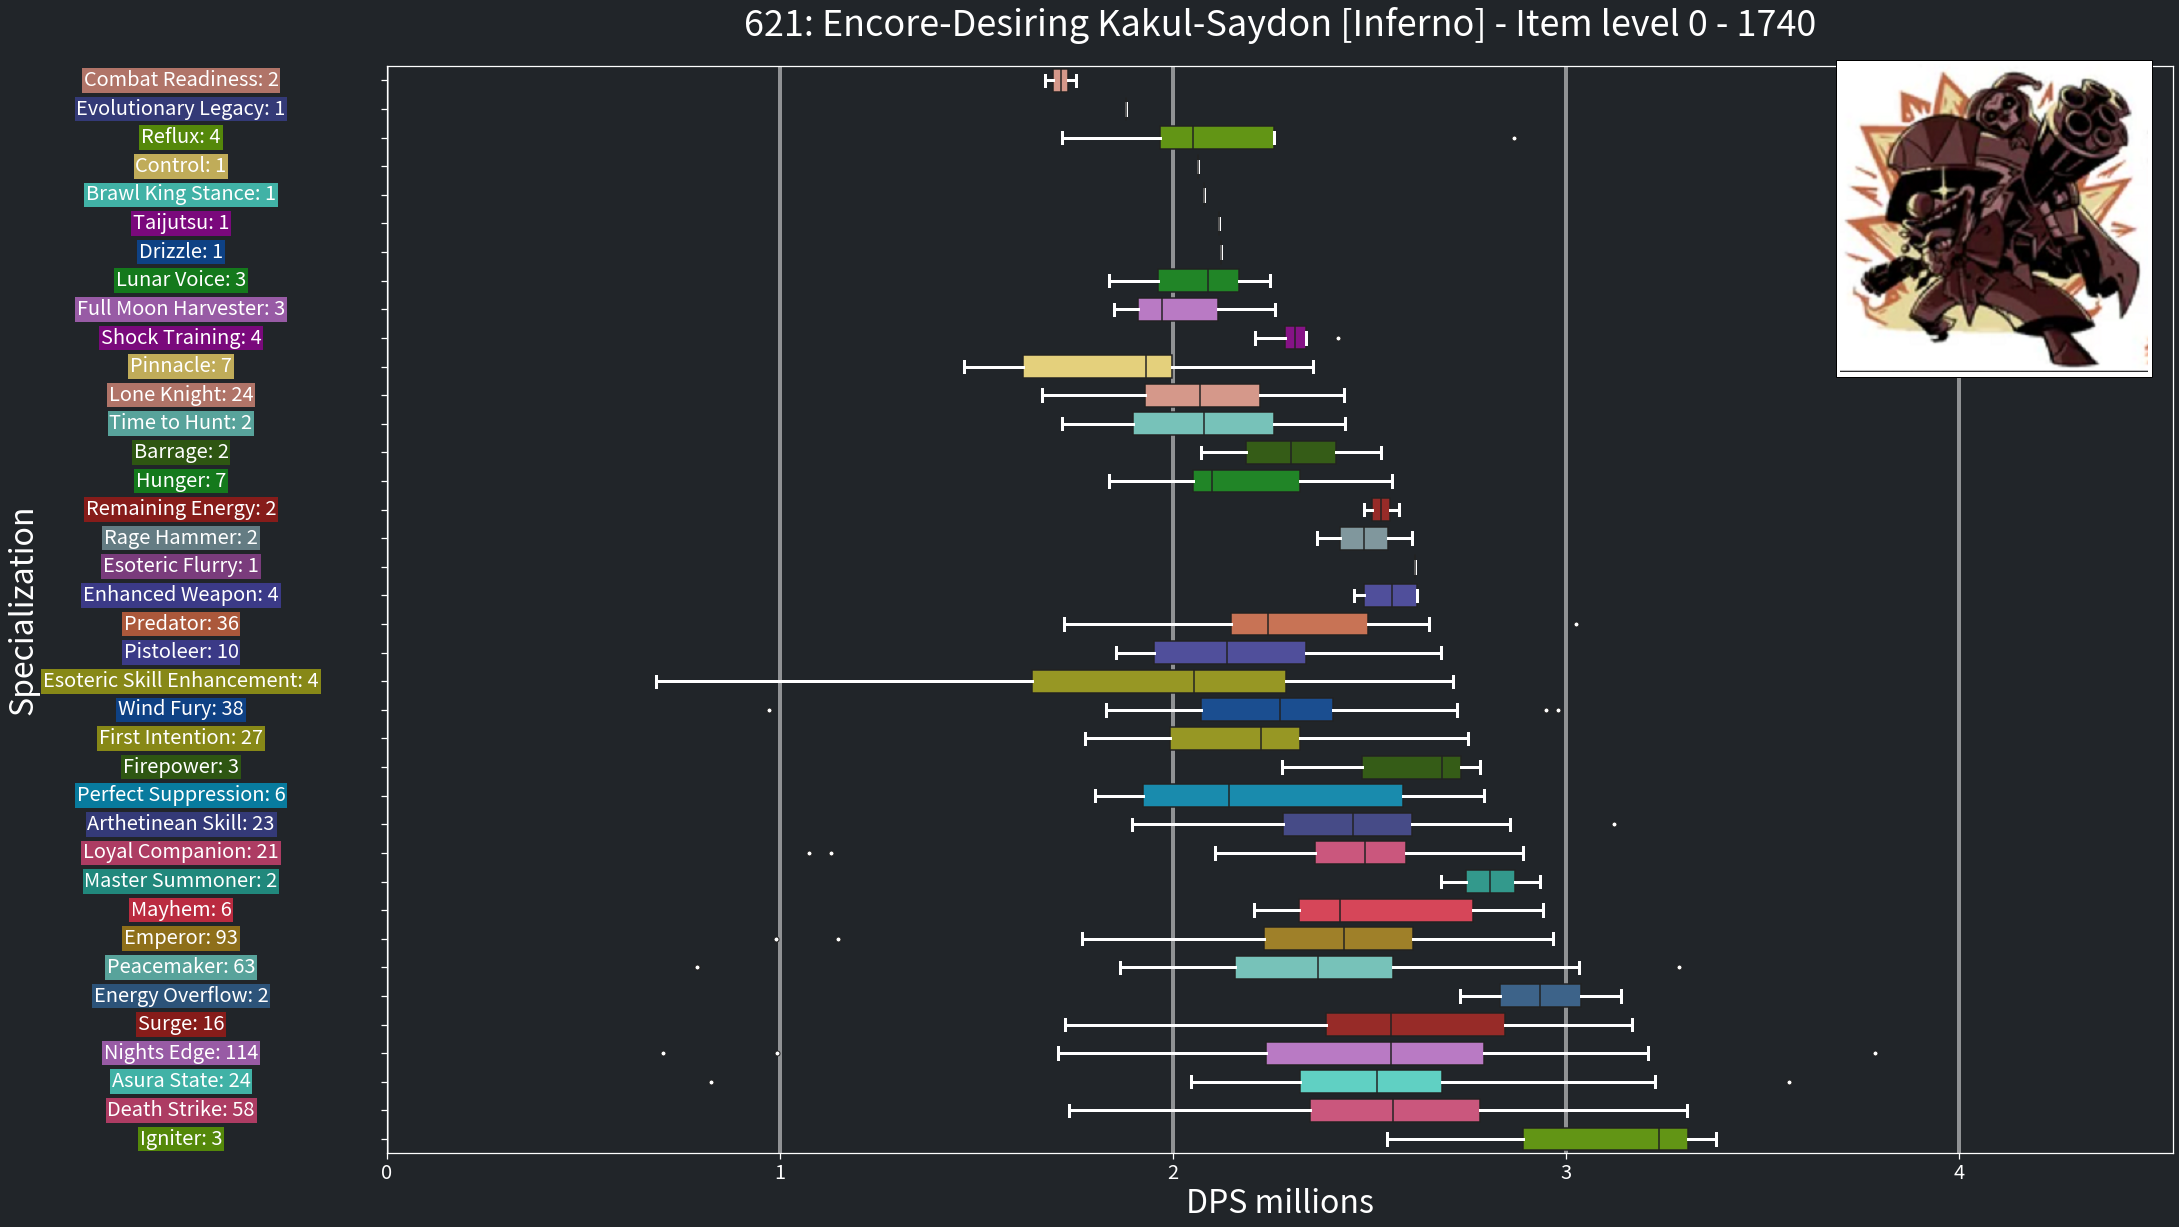 621: Encore-Desiring Kakul-Saydon [Inferno] - Item level 0 - 1740
Specialization
Combat Readiness: 2
Evolutionary Legacy: 1
Reflux: 4
Control: 1
Brawl King Stance: 1
Taijutsu: 1
Drizzle: 1
Lunar Voice: 3
Full Moon Harvester: 3
Shock Training: 4
Pinnacle: 7
Lone Knight: 24
Time to Hunt: 2
Barrage: 2
Hunger: 7
Remaining Energy: 2
Rage Hammer: 2
Esoteric Flurry: 1
Enhanced Weapon: 4
Predator: 36
Pistoleer: 10
Esoteric Skill Enhancement: 4
Wind Fury: 38
First Intention: 27
Firepower: 3
Perfect Suppression: 6
Arthetinean Skill: 23
Loyal Companion: 21
Master Summoner: 2
Mayhem: 6
Emperor: 93
Peacemaker: 63
Energy Overflow: 2
Surge: 16
Nights Edge: 114
Asura State: 24
Death Strike: 58
Igniter: 3
0 1 2 3 4
DPS millions